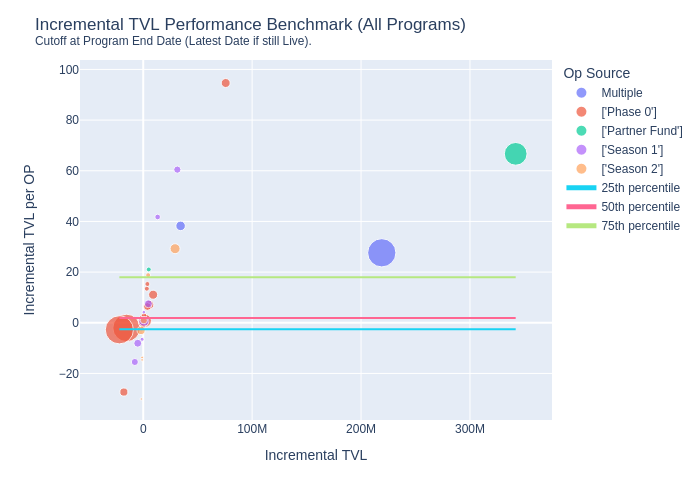 Incremental TVL Performance Benchmark (All Programs)
Cutoff at Program End Date (Latest Date if still Live).
Incremental TVL per OP
100
80
60
40
20
0
−20
0
100M
200M
300M
Incremental TVL
Op Source
Multiple
['Phase 0']
['Partner Fund']
['Season 1']
['Season 2']
25th percentile
50th percentile
75th percentile